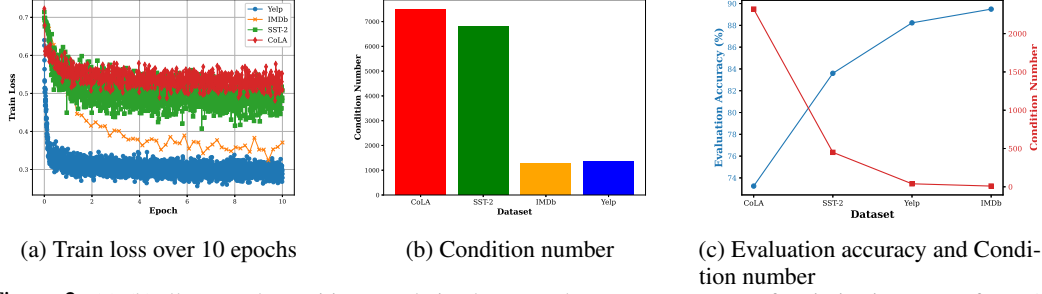 0.7
0.6
0.5
0.4
0.3
Train Loss
0
2
4
6
8
10
Epoch
Yelp
IMDb
SST-2
CoLA
(a) Train loss over 10 epochs
7000
6000
5000
4000
3000
2000
1000
0
Condition Number
CoLA
SST-2
IMDb
Yelp
Dataset
(b) Condition number
90
88
86
84
82
80
78
76
74
Evaluation Accuracy (%)
CoLA
SST-2
Yelp
IMDb
Dataset
2000
1500
1000
500
0
Condition Number
(c) Evaluation accuracy and Condi-
tion number